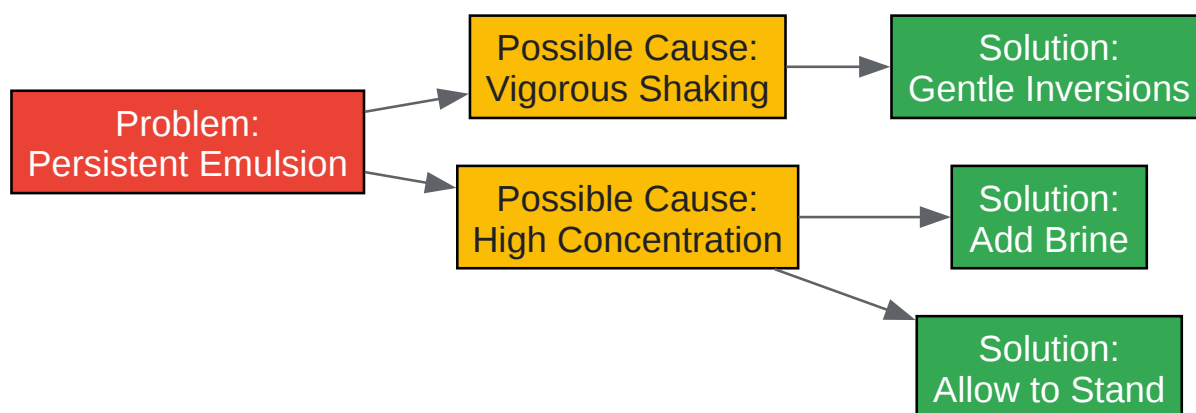 Problem:
Persistent Emulsion
Possible Cause:
Vigorous Shaking
Solution:
Gentle Inversions
Possible Cause:
High Concentration
Solution:
Add Brine
Solution:
Allow to Stand